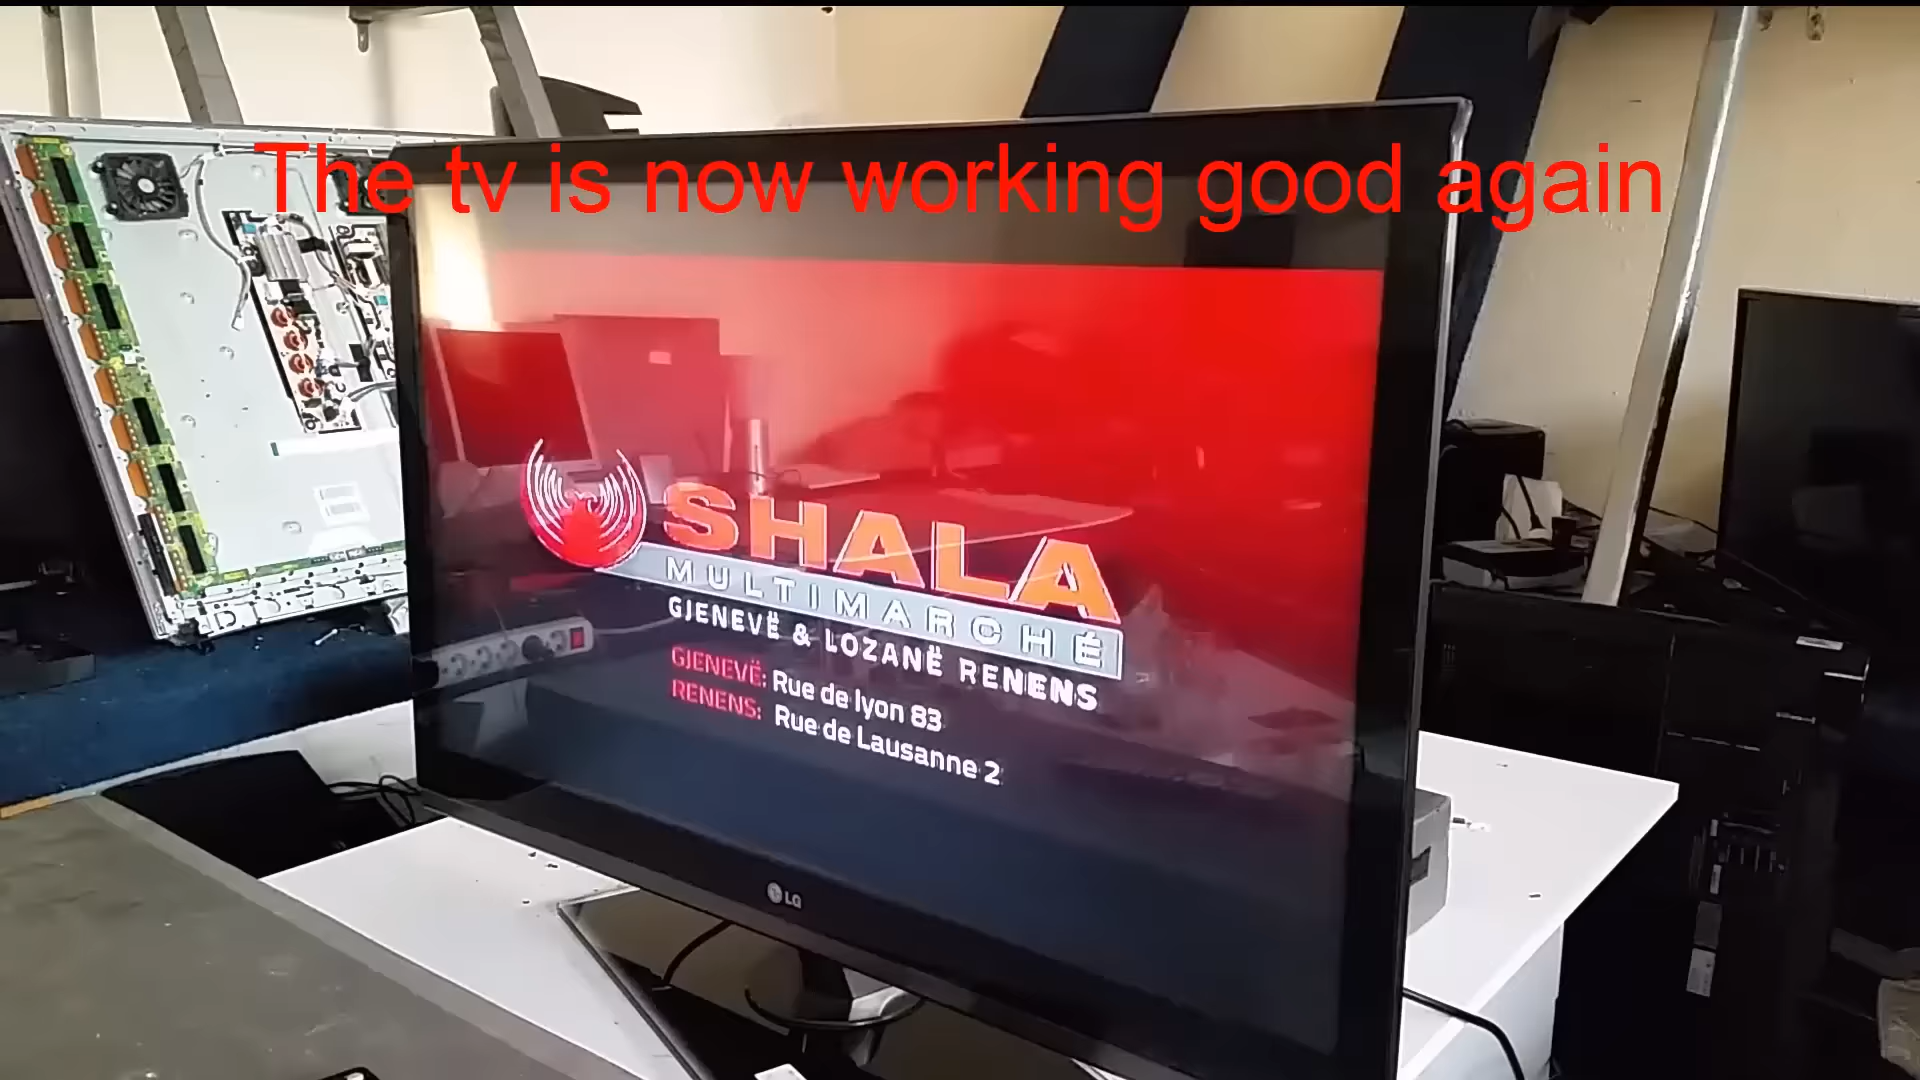 The tv is now working good again
SHALA
MULTIMARCHÉ
GJENEVË & LOZANË RENENS
GJENEVË: Rue de lyon 83
RENENS: Rue de Lausanne 2
LG